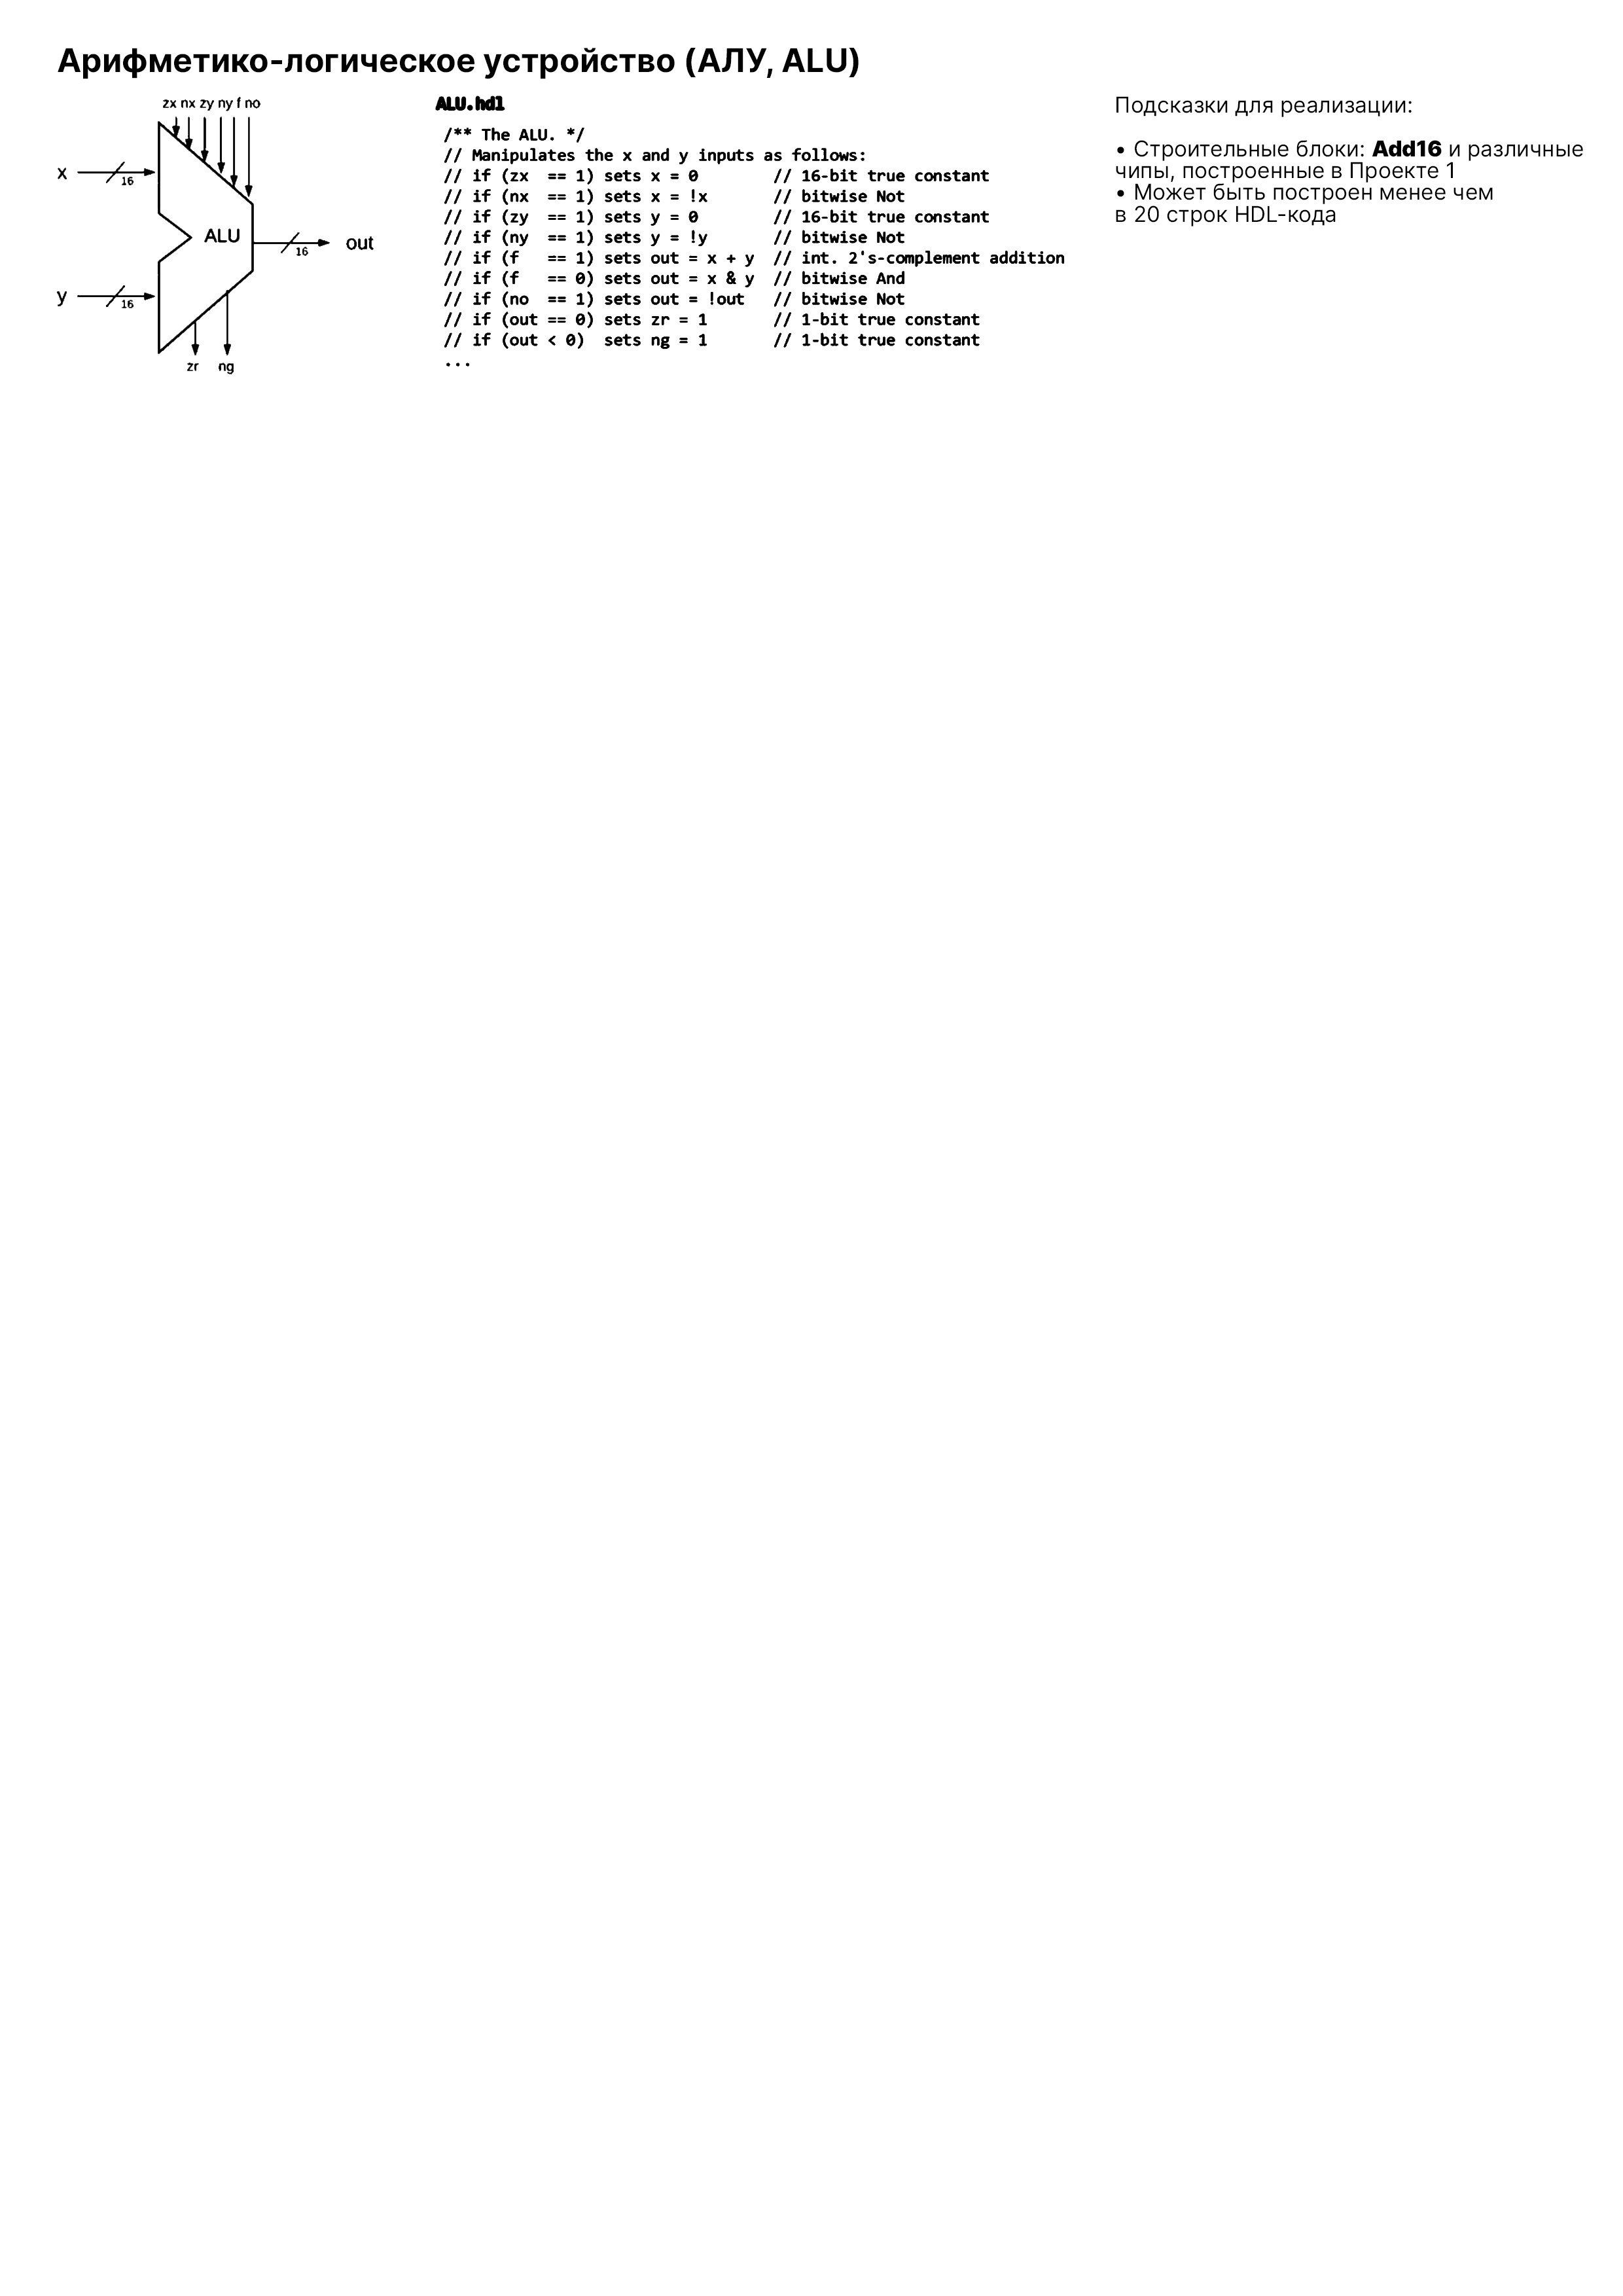 Арифметико-логическое устройство (АЛУ, ALU)
zx nx zy ny f no
x
16
ALU
16
out
y
16
zr ng
ALU.hdl
/** The ALU. */
// Manipulates the x and y inputs as follows:
// if (zx  == 1) sets x = 0        // 16-bit true constant
// if (nx  == 1) sets x = !x       // bitwise Not
// if (zy  == 1) sets y = 0        // 16-bit true constant
// if (ny  == 1) sets y = !y       // bitwise Not
// if (f   == 1) sets out = x + y  // int. 2's-complement addition
// if (f   == 0) sets out = x & y  // bitwise And
// if (no  == 1) sets out = !out   // bitwise Not
// if (out == 0) sets zr = 1       // 1-bit true constant
// if (out < 0)  sets ng = 1       // 1-bit true constant
...
Подсказки для реализации:
• Строительные блоки: Add16 и различные
чипы, построенные в Проекте 1
• Может быть построен менее чем
в 20 строк HDL-кода